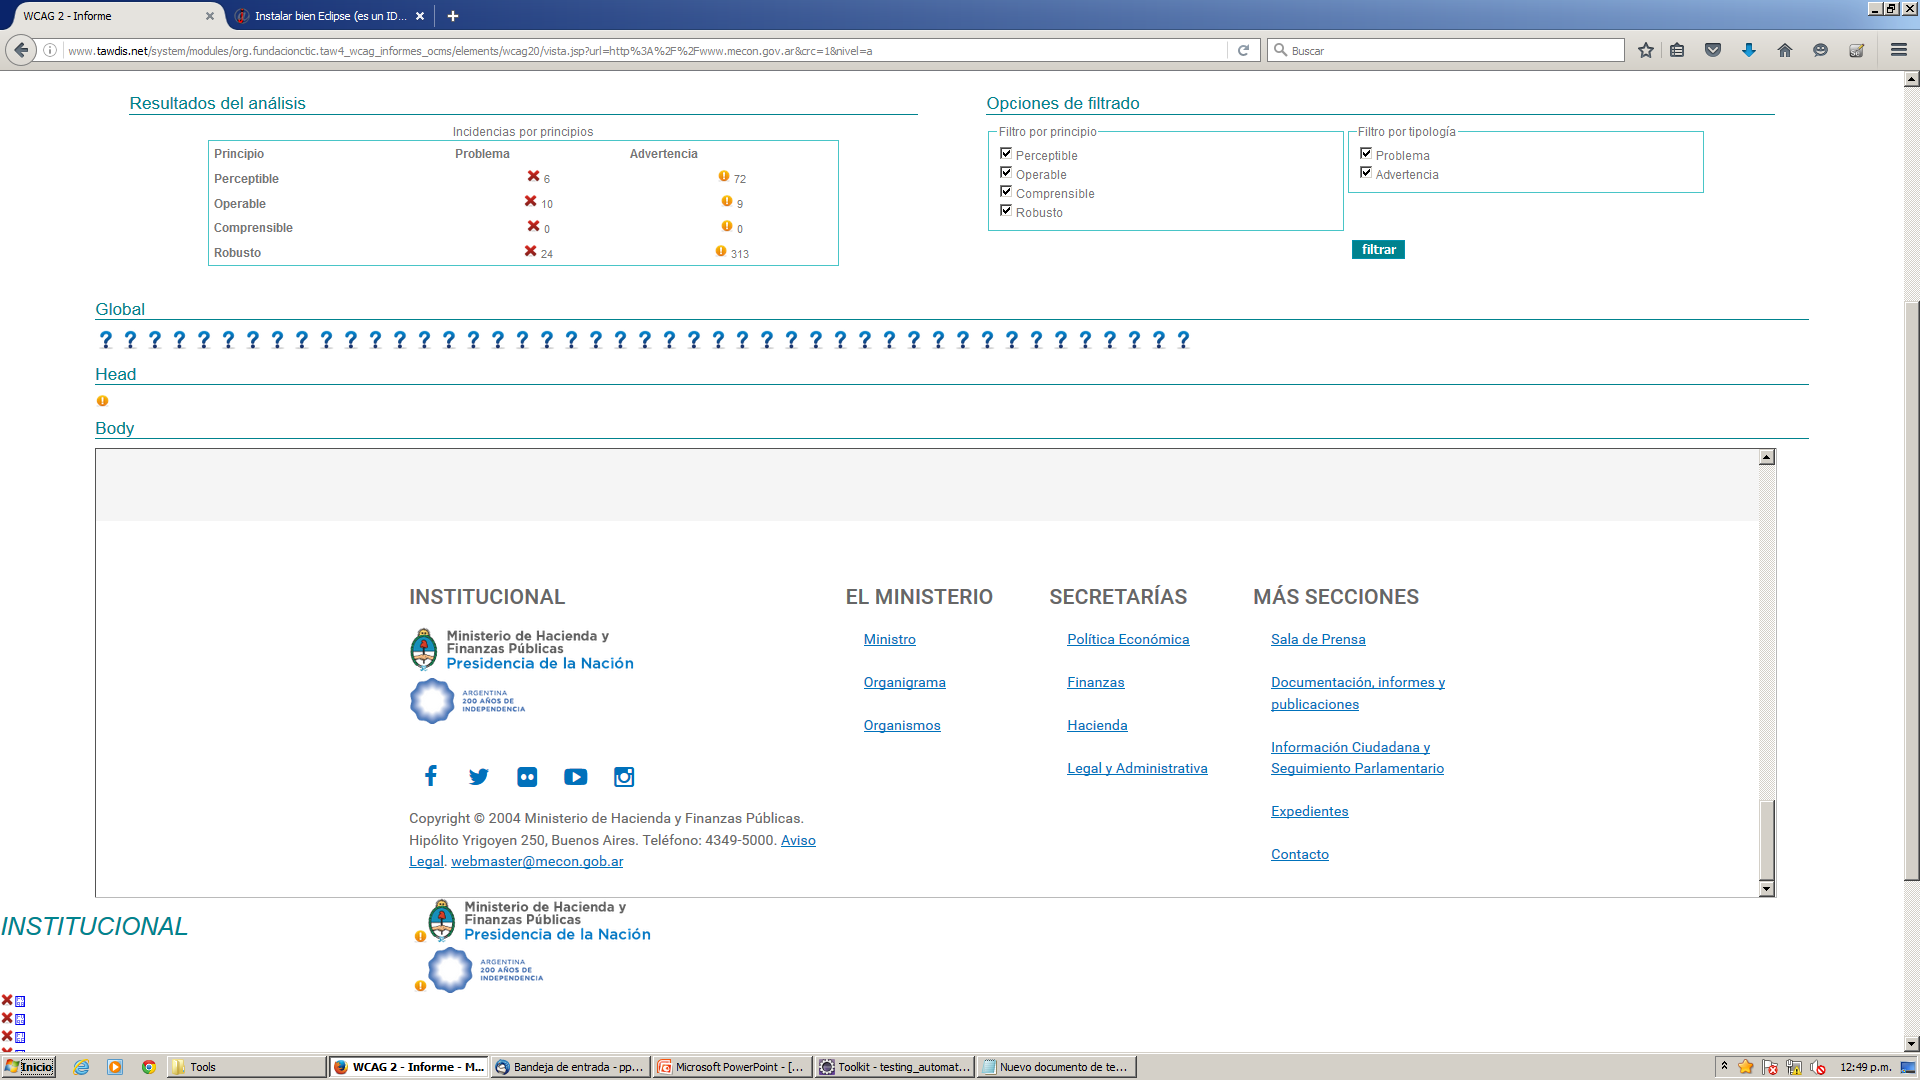 WCAG 2 - Informe
Instalar bien Eclipse (es un ID...
www.tawdis.net/system/modules/org.fundacionctic.taw4_wcag_informes_ocms/elements/wcag20/vista.jsp?url=http%3A%2F%2Fwww.mecon.gov.ar&crc=1&nivel=a
Buscar
Resultados del análisis
Incidencias por principios
Principio Problema Advertencia
Perceptible 6 72
Operable 10 9
Comprensible 0 0
Robusto 24 313
Opciones de filtrado
Filtro por principio
Perceptible
Operable
Comprensible
Robusto
Filtro por tipología
Problema
Advertencia
filtrar
Global
? ? ? ? ? ? ? ? ? ? ? ? ? ? ? ? ? ? ? ? ? ? ? ? ? ? ? ? ? ? ? ? ? ? ? ? ? ? ? ? ? ? ? ? ?
Head
Body
INSTITUCIONAL
Ministerio de Hacienda y
Finanzas Públicas
Presidencia de la Nación
ARGENTINA
200 AÑOS DE
INDEPENDENCIA
Copyright © 2004 Ministerio de Hacienda y Finanzas Públicas.
Hipólito Yrigoyen 250, Buenos Aires. Teléfono: 4349-5000. Aviso
Legal. webmaster@mecon.gob.ar
EL MINISTERIO
Ministro
Organigrama
Organismos
SECRETARÍAS
Política Económica
Finanzas
Hacienda
Legal y Administrativa
MÁS SECCIONES
Sala de Prensa
Documentación, informes y
publicaciones
Información Ciudadana y
Seguimiento Parlamentario
Expedientes
Contacto
INSTITUCIONAL
Ministerio de Hacienda y
Finanzas Públicas
Presidencia de la Nación
ARGENTINA
200 AÑOS DE
INDEPENDENCIA
Inicio
Tools
WCAG 2 - Informe - M...
Bandeja de entrada - pp...
Microsoft PowerPoint - [...
Toolkit - testing_automat...
Nuevo documento de te...
12:49 p.m.